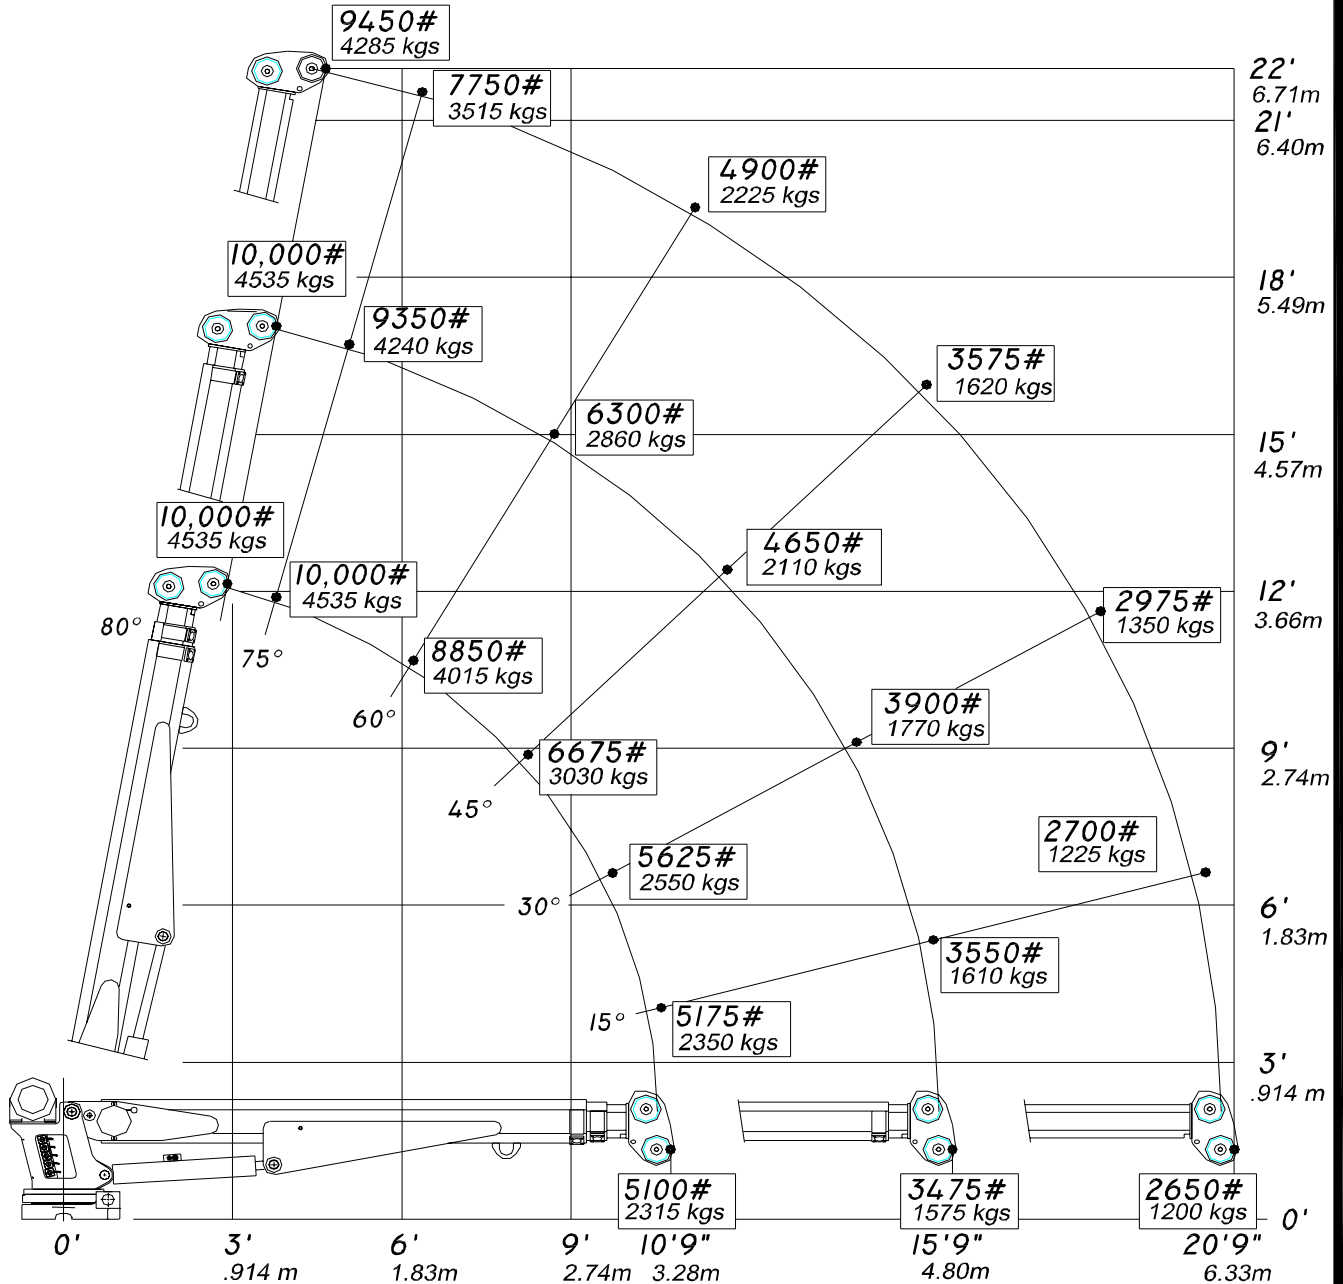 9450#
4285 kgs
22'
6.71m
7750#
3515 kgs
21'
6.40m
4900#
2225 kgs
10,000#
4535 kgs
18'
5.49m
9350#
4240 kgs
3575#
1620 kgs
6300#
2860 kgs
15'
4.57m
10,000#
4535 kgs
4650#
2110 kgs
10,000#
4535 kgs
12'
3.66m
2975#
1350 kgs
80°
75°
8850#
4015 kgs
60°
3900#
1770 kgs
6675#
3030 kgs
9'
2.74m
45°
2700#
1225 kgs
5625#
2550 kgs
30°
6'
1.83m
3550#
1610 kgs
15°
5175#
2350 kgs
3'
.914 m
5100#
2315 kgs
3475#
1575 kgs
2650#
1200 kgs
0'
0'
3'
6'
9'
10'9"
15'9"
20'9"
.914 m
1.83m
2.74m
3.28m
4.80m
6.33m